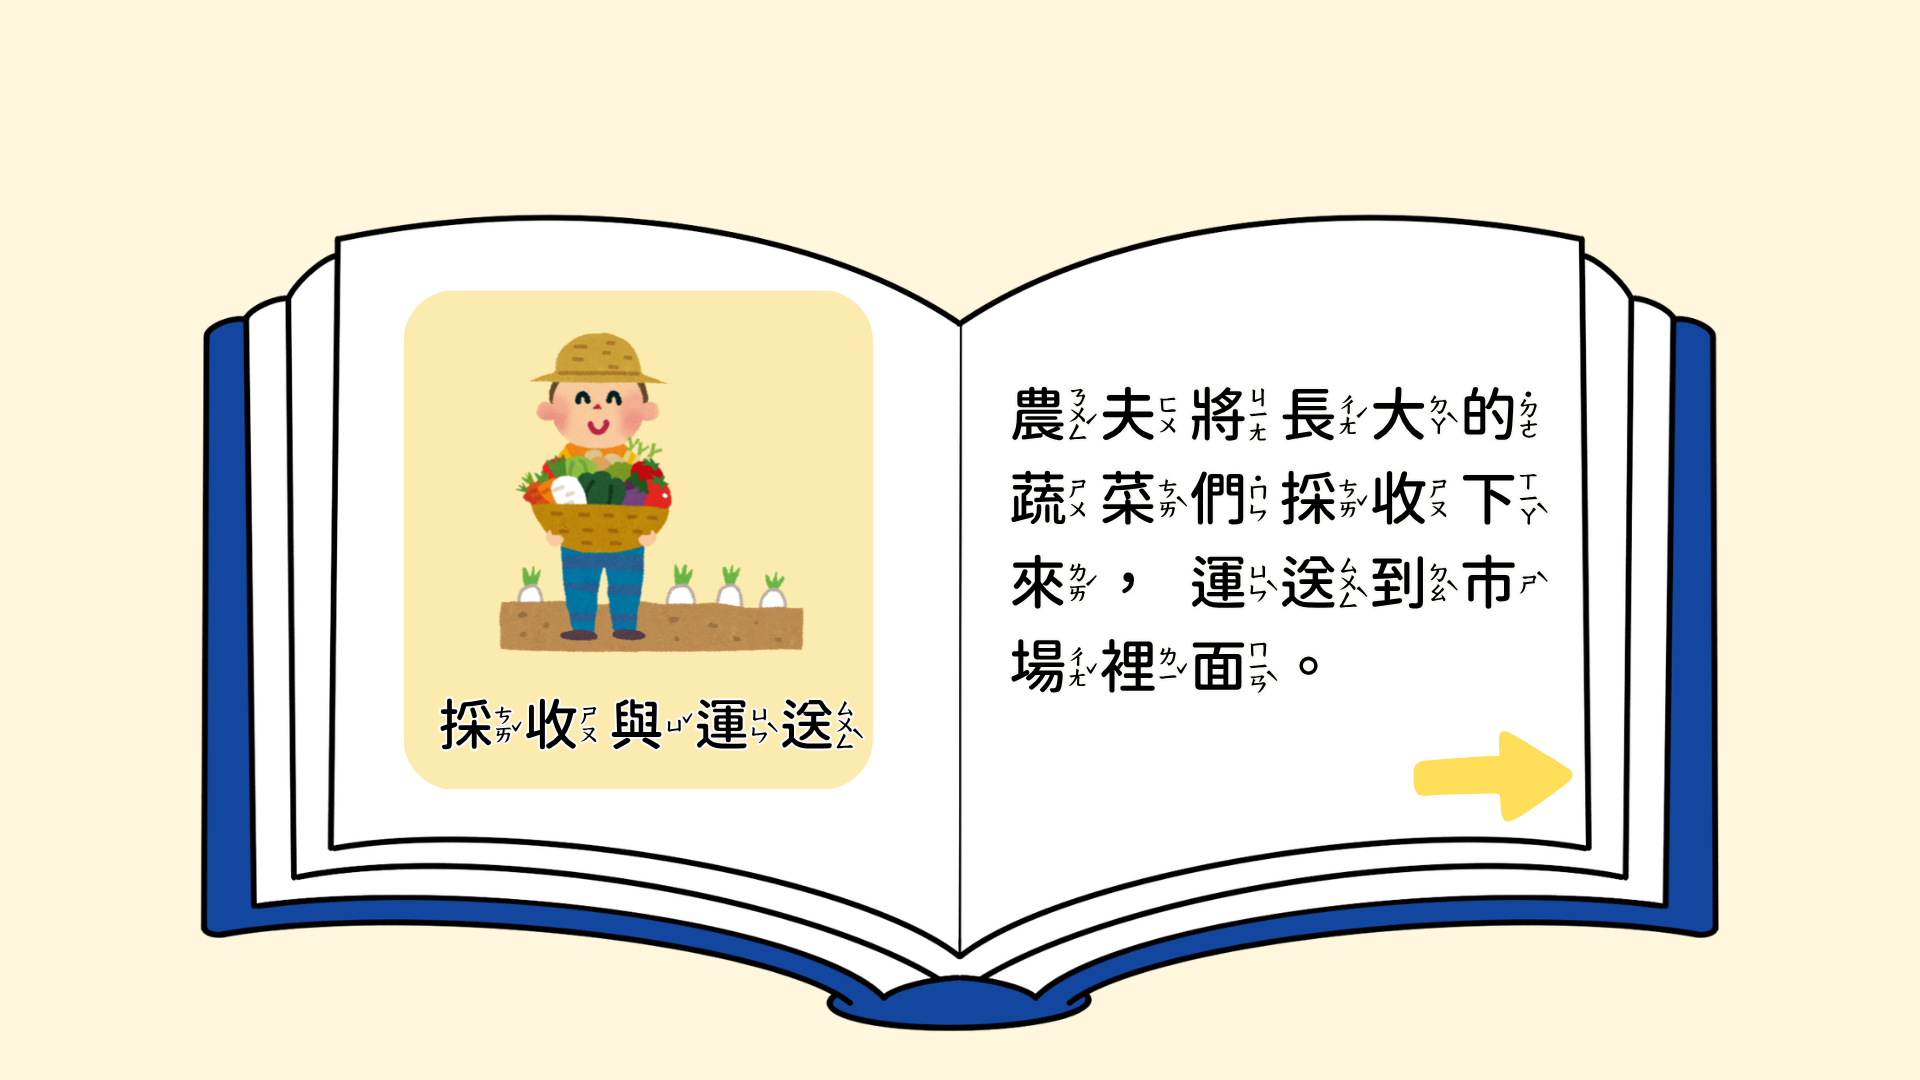 採收與運送
農夫將長大的
蔬菜們採收下
來，運送到市
場裡面。